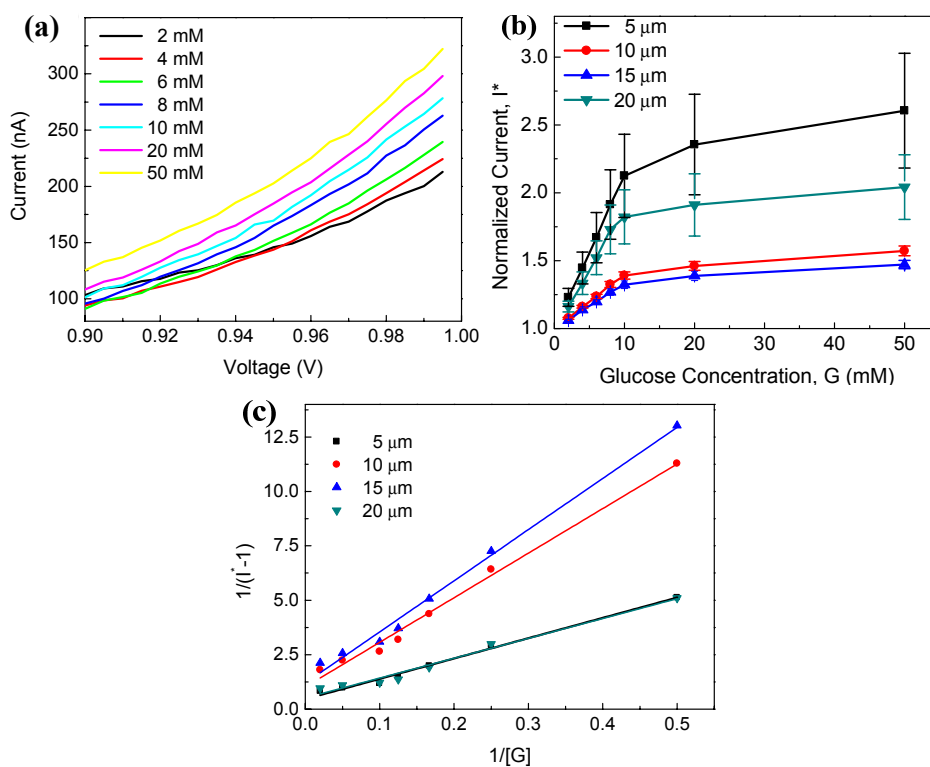 (a)
2 mM
4 mM
6 mM
8 mM
10 mM
20 mM
50 mM
300
250
200
150
100
0.90
0.92
0.94
0.96
0.98
1.00
Current (nA)
Voltage (V)
(b)
5 μm
10 μm
15 μm
20 μm
3.0
2.5
2.0
1.5
1.0
0
10
20
30
40
50
Normalized Current, I*
Glucose Concentration, G (mM)
(c)
5 μm
10 μm
15 μm
20 μm
12.5
10.0
7.5
5.0
2.5
0.0
0.0
0.1
0.2
0.3
0.4
0.5
1/(I*-1)
1/[G]